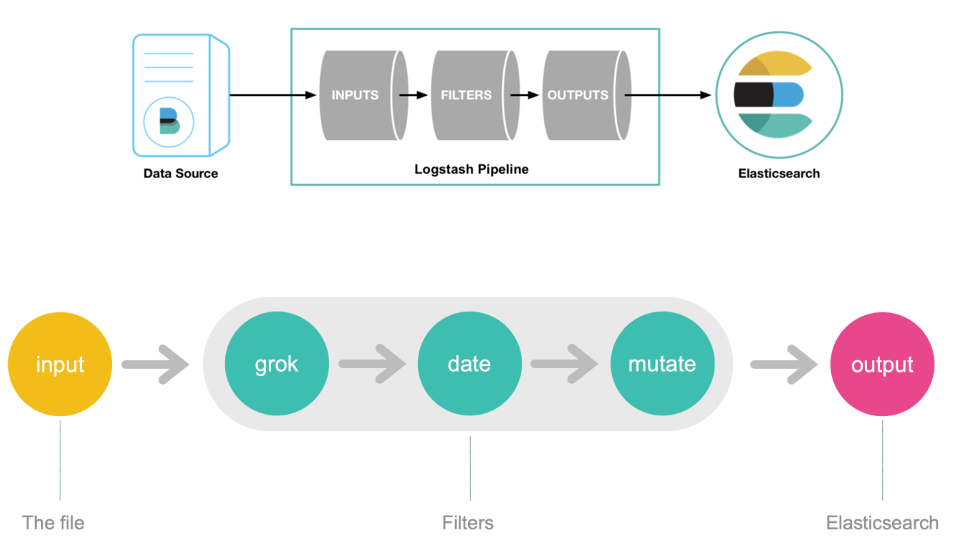 INPUTS
FILTERS
OUTPUTS
Data Source
Logstash Pipeline
Elasticsearch
input
grok
date
mutate
output
The file
Filters
Elasticsearch